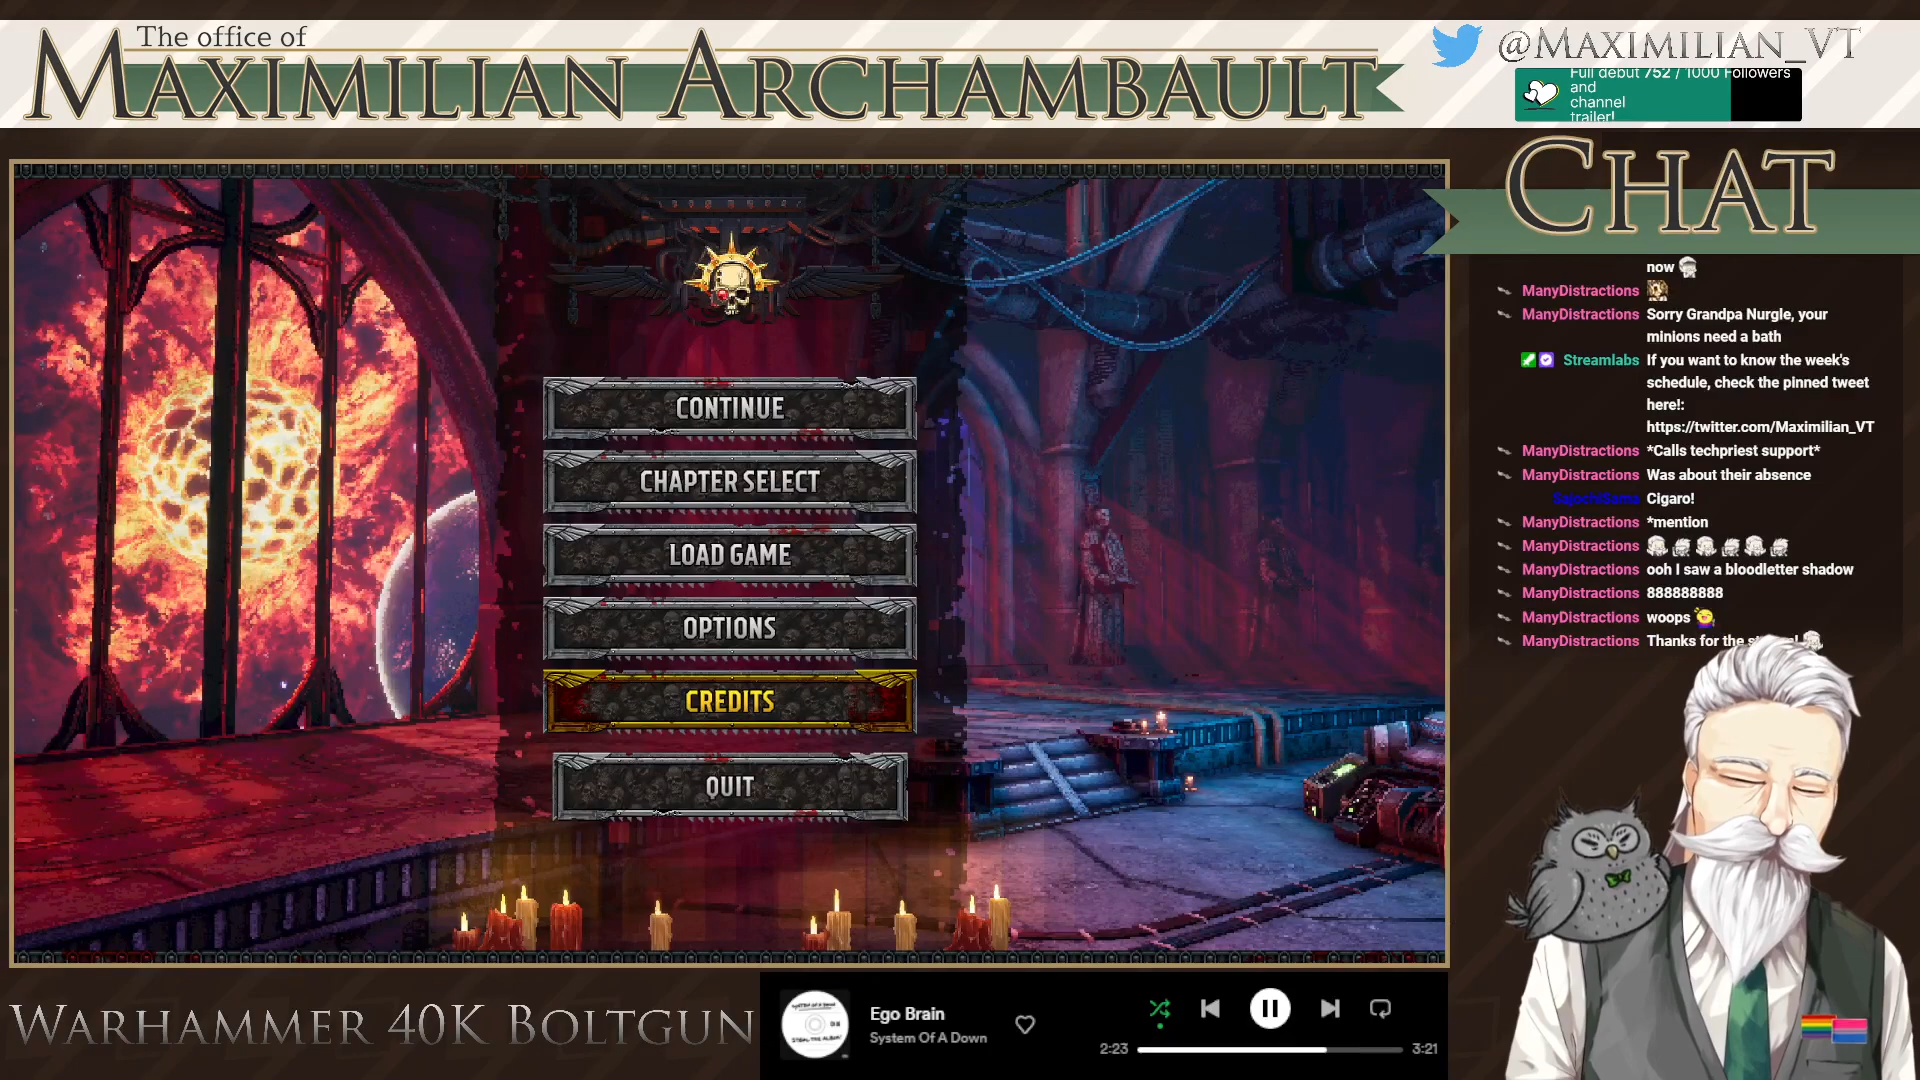 The office of
MAXIMILIAN ARCHAMBAULT
@MAXIMILIAN_VT
Full debut 752 / 1000 Followers
and
channel
trailer!
CHAT
now
ManyDistractions
ManyDistractions Sorry Grandpa Nurgle, your
minions need a bath
Streamlabs If you want to know the week's
schedule, check the pinned tweet
here!:
https://twitter.com/Maximilian_VT
ManyDistractions *Calls techpriest support*
ManyDistractions Was about their absence
SajochiSama Cigaro!
ManyDistractions *mention
ManyDistractions
ManyDistractions ooh I saw a bloodletter shadow
ManyDistractions 888888888
ManyDistractions woops
ManyDistractions Thanks for the
CONTINUE
CHAPTER SELECT
LOAD GAME
OPTIONS
CREDITS
QUIT
WARHAMMER 40K BOLTGUN
Ego Brain
System Of A Down
2:23
3:21